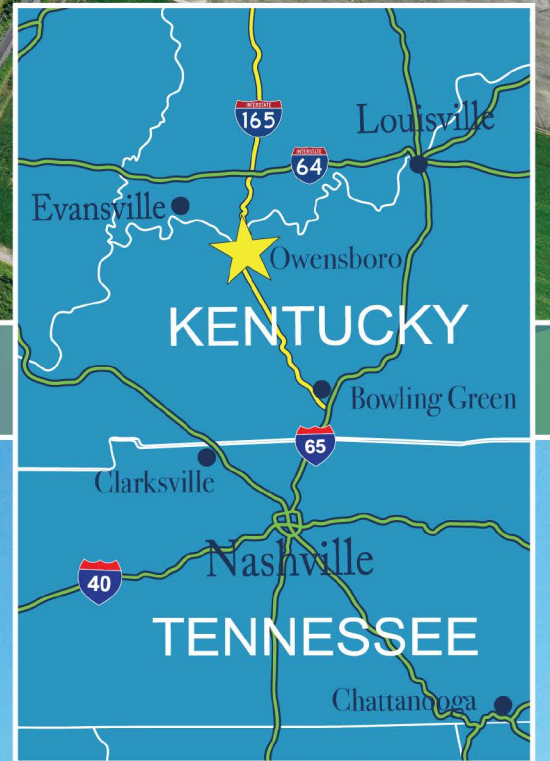 INTERSTATE
165
Louisville
INTERSTATE
64
Evansville
Owensboro
KENTUCKY
Bowling Green
65
Clarksville
Nashville
40
TENNESSEE
Chattanooga